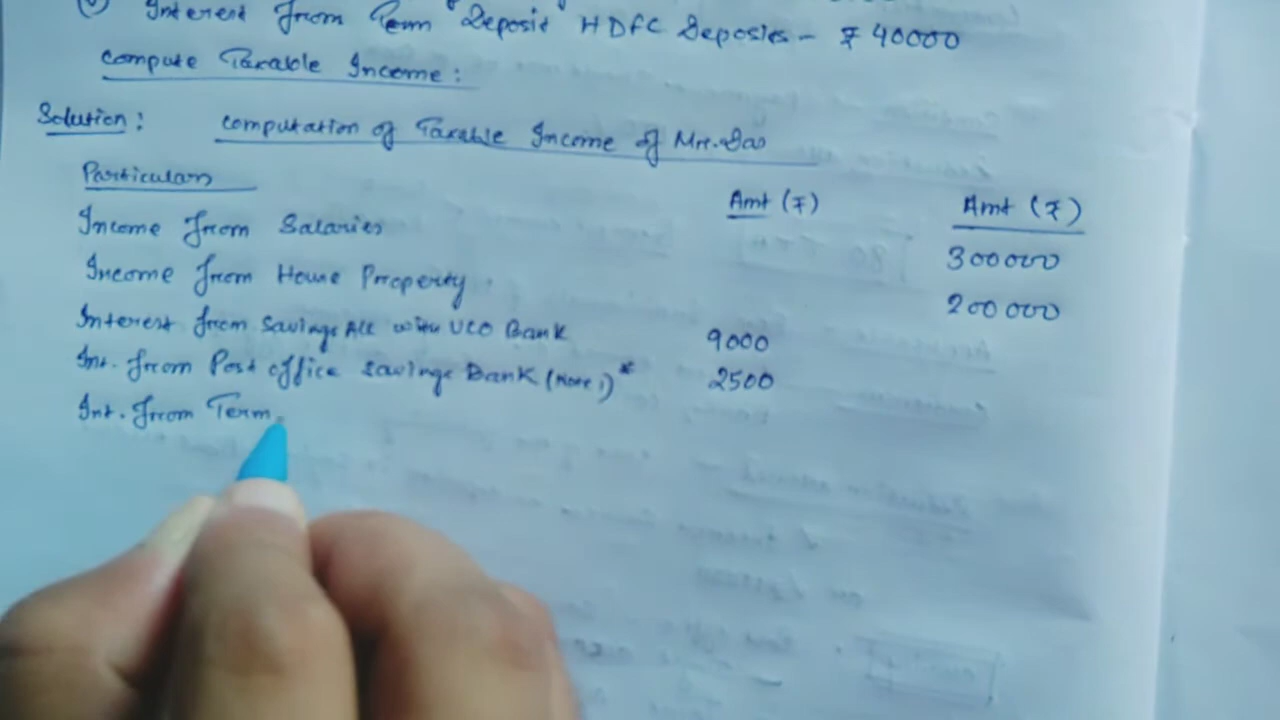 (v) Interest from Term "Deposit" HDFC Deposits - ₹ 40000
compute Taxable Income:
Solution: computation of Taxable Income of Mr. Das
Particulars Amt (₹) Amt (₹)
Income from Salaries 300000
Income from House Property 200000
Interest from Savings A/c with UCO Bank 9000
Int. from Post office Savings Bank (Note 1)* 2500
Int. from Term